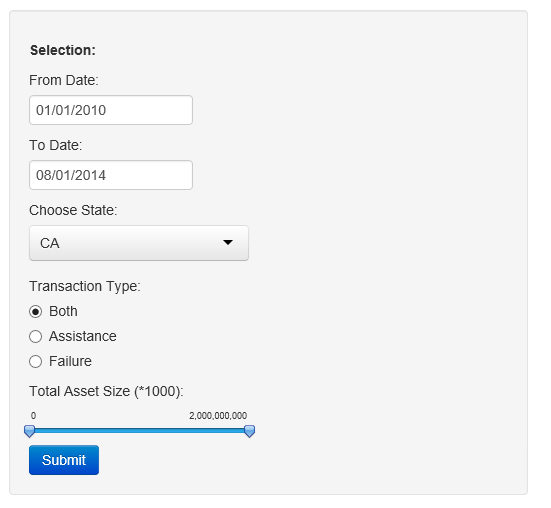 Selection:
From Date:
01/01/2010
To Date:
08/01/2014
Choose State:
CA
Transaction Type:
Both
Assistance
Failure
Total Asset Size (*1000):
0 2,000,000,000
Submit